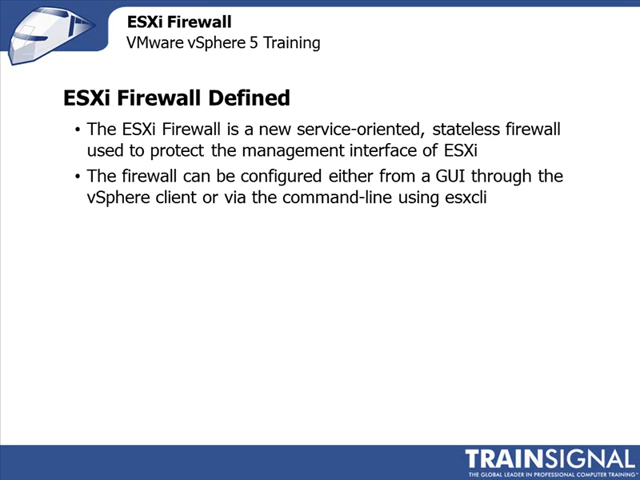 ESXi Firewall
VMware vSphere 5 Training
ESXi Firewall Defined
• The ESXi Firewall is a new service-oriented, stateless firewall
used to protect the management interface of ESXi
• The firewall can be configured either from a GUI through the
vSphere client or via the command-line using esxcli
TRAINSIGNAL
THE GLOBAL LEADER IN PROFESSIONAL COMPUTER TRAINING™